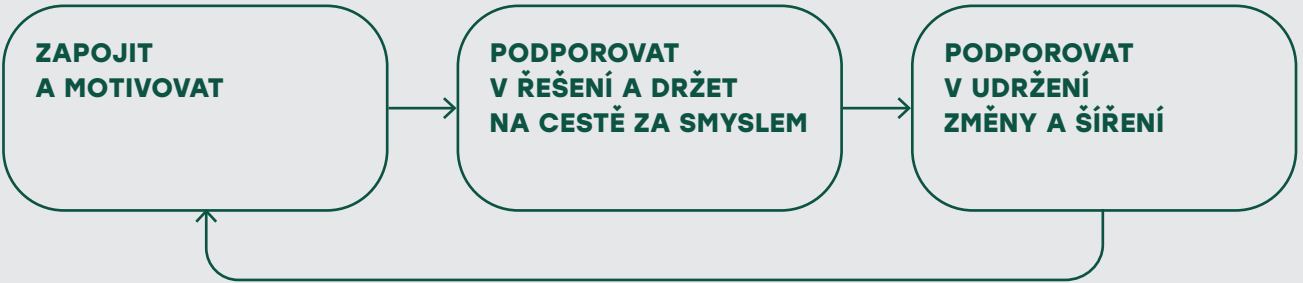 ZAPOJIT
A MOTIVOVAT
PODPOROVAT
V ŘEŠENÍ A DRŽET
NA CESTĚ ZA SMYSLEM
PODPOROVAT
V UDRŽENÍ
ZMĚNY A ŠÍŘENÍ